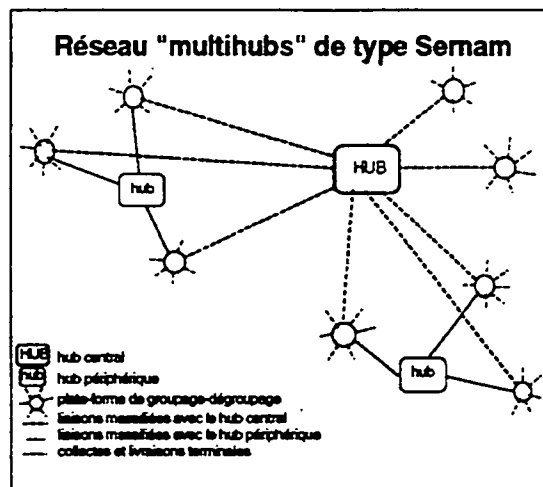 Réseau "multihubs" de type Sernam
HUB
hub
hub
HUB hub central
hub hub périphérique
plate-forme de groupage-dégroupage
liaisons massifiées avec le hub central
liaisons massifiées avec le hub périphérique
collectes et livraisons terminales